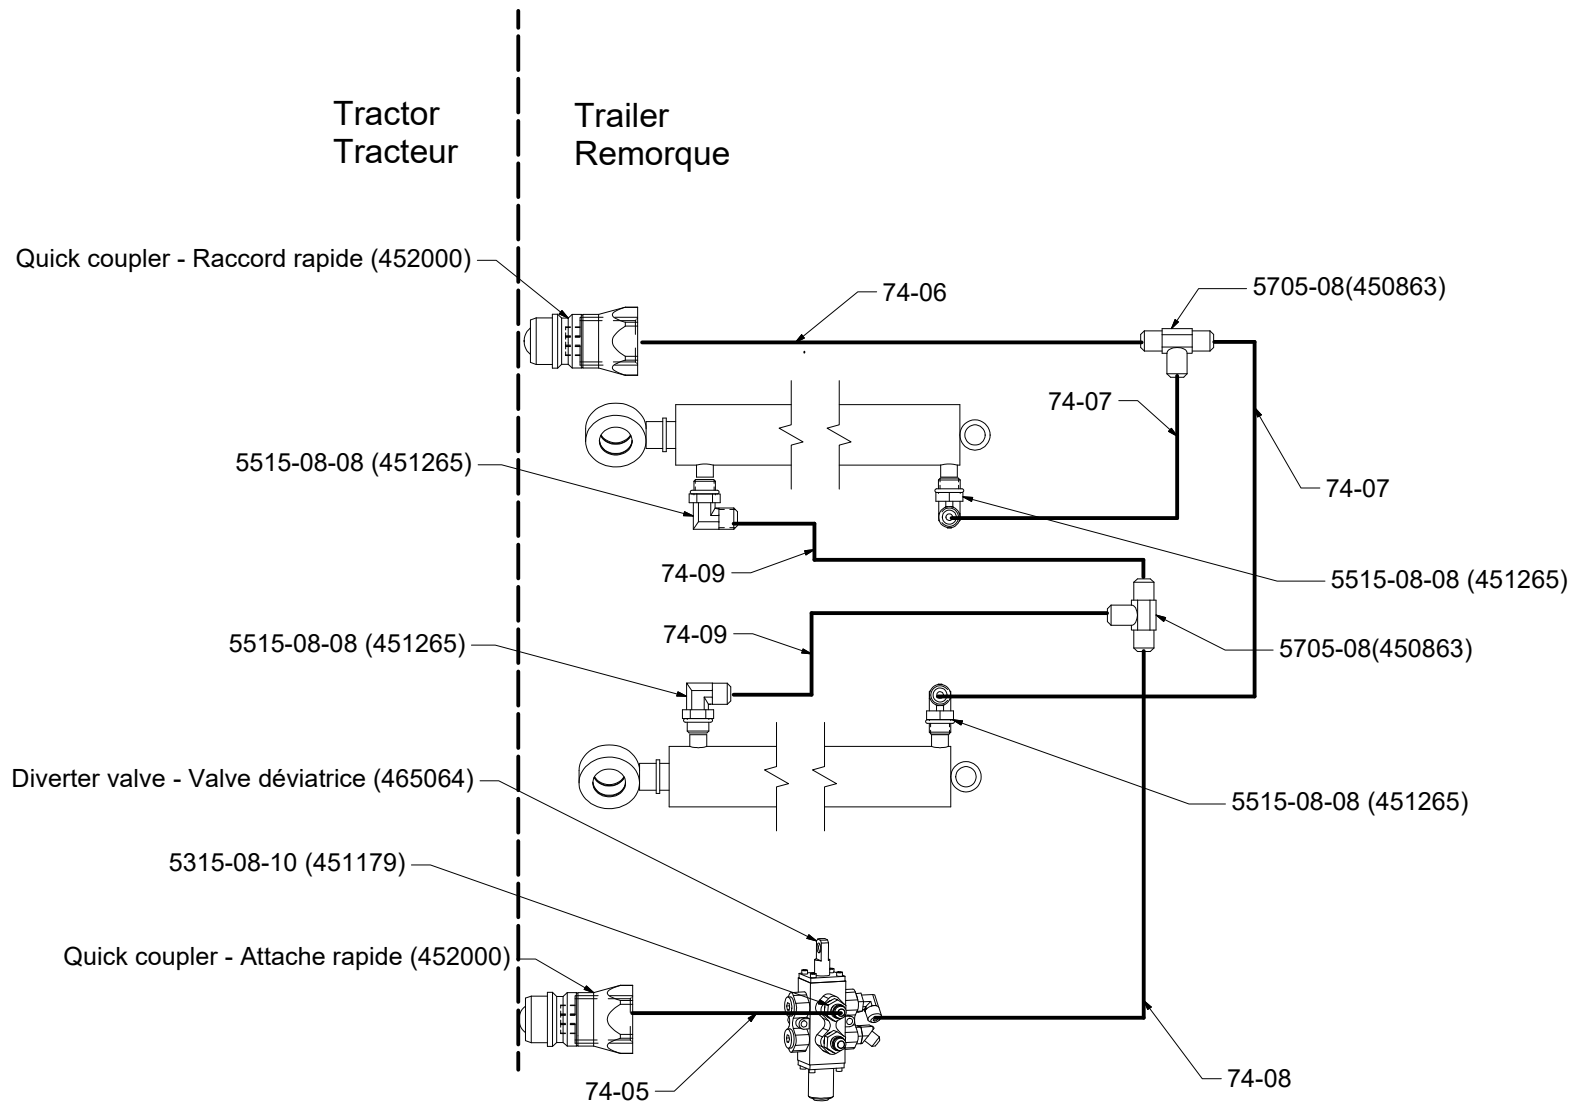 Tractor
Tracteur
Trailer
Remorque
Quick coupler - Raccord rapide (452000)
74-06
5705-08(450863)
74-07
5515-08-08 (451265)
74-07
74-09
5515-08-08 (451265)
74-09
5515-08-08 (451265)
5705-08(450863)
Diverter valve - Valve déviatrice (465064)
5515-08-08 (451265)
5315-08-10 (451179)
Quick coupler - Attache rapide (452000)
74-05
74-08